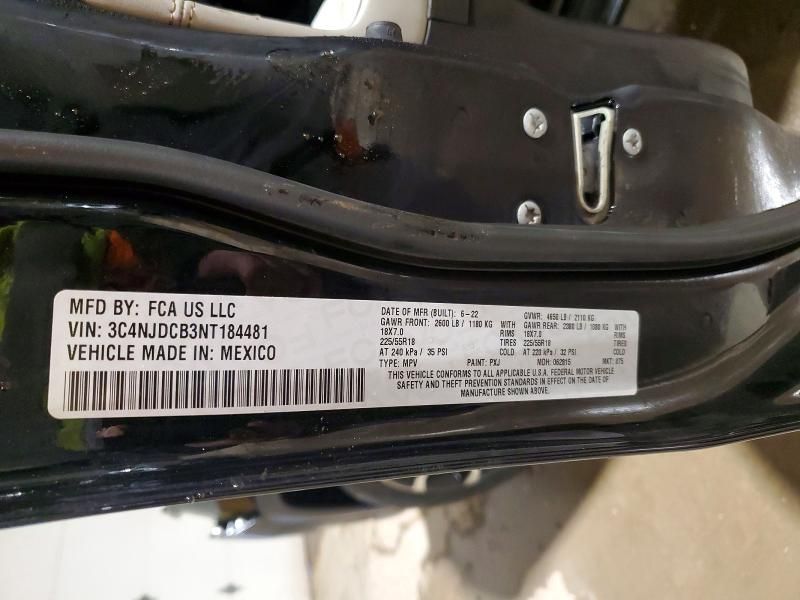 MFD BY: FCA US LLC
VIN: 3C4NJDCB3NT184481
VEHICLE MADE IN: MEXICO
DATE OF MFR (BUILT): 6-22 GVWR: 4650 LB / 2110 KG
GAWR FRONT: 2600 LB / 1180 KG WITH GAWR REAR: 2380 LB / 1080 KG WITH
18X7.0 RIMS 18X7.0 RIMS
225/55R18 TIRES 225/55R18 TIRES
AT 240 kPa / 35 PSI COLD AT 220 kPa / 32 PSI COLD
TYPE: MPV PAINT: PXJ MDH: 062815 MKT: 075
THIS VEHICLE CONFORMS TO ALL APPLICABLE U.S.A. FEDERAL MOTOR VEHICLE
SAFETY AND THEFT PREVENTION STANDARDS IN EFFECT ON THE DATE OF
MANUFACTURE SHOWN ABOVE.